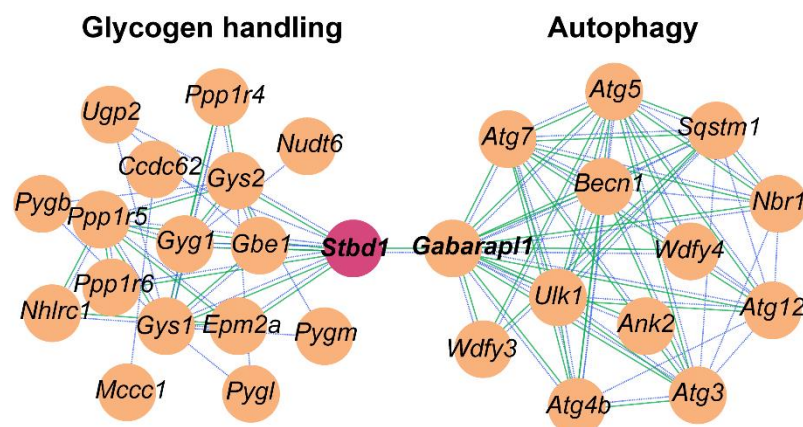 Glycogen handling
Autophagy
Ppp1r4
Ugp2
Nudt6
Ccdc62
Gys2
Pygb
Ppp1r5
Gyg1
Gbe1
Stbd1
Ppp1r6
Nhlrc1
Gys1
Epm2a
Pygm
Mccc1
Pygl
Atg5
Atg7
Sqstm1
Becn1
Nbr1
Gabarapl1
Wdfy4
Ulk1
Ank2
Atg12
Wdfy3
Atg4b
Atg3